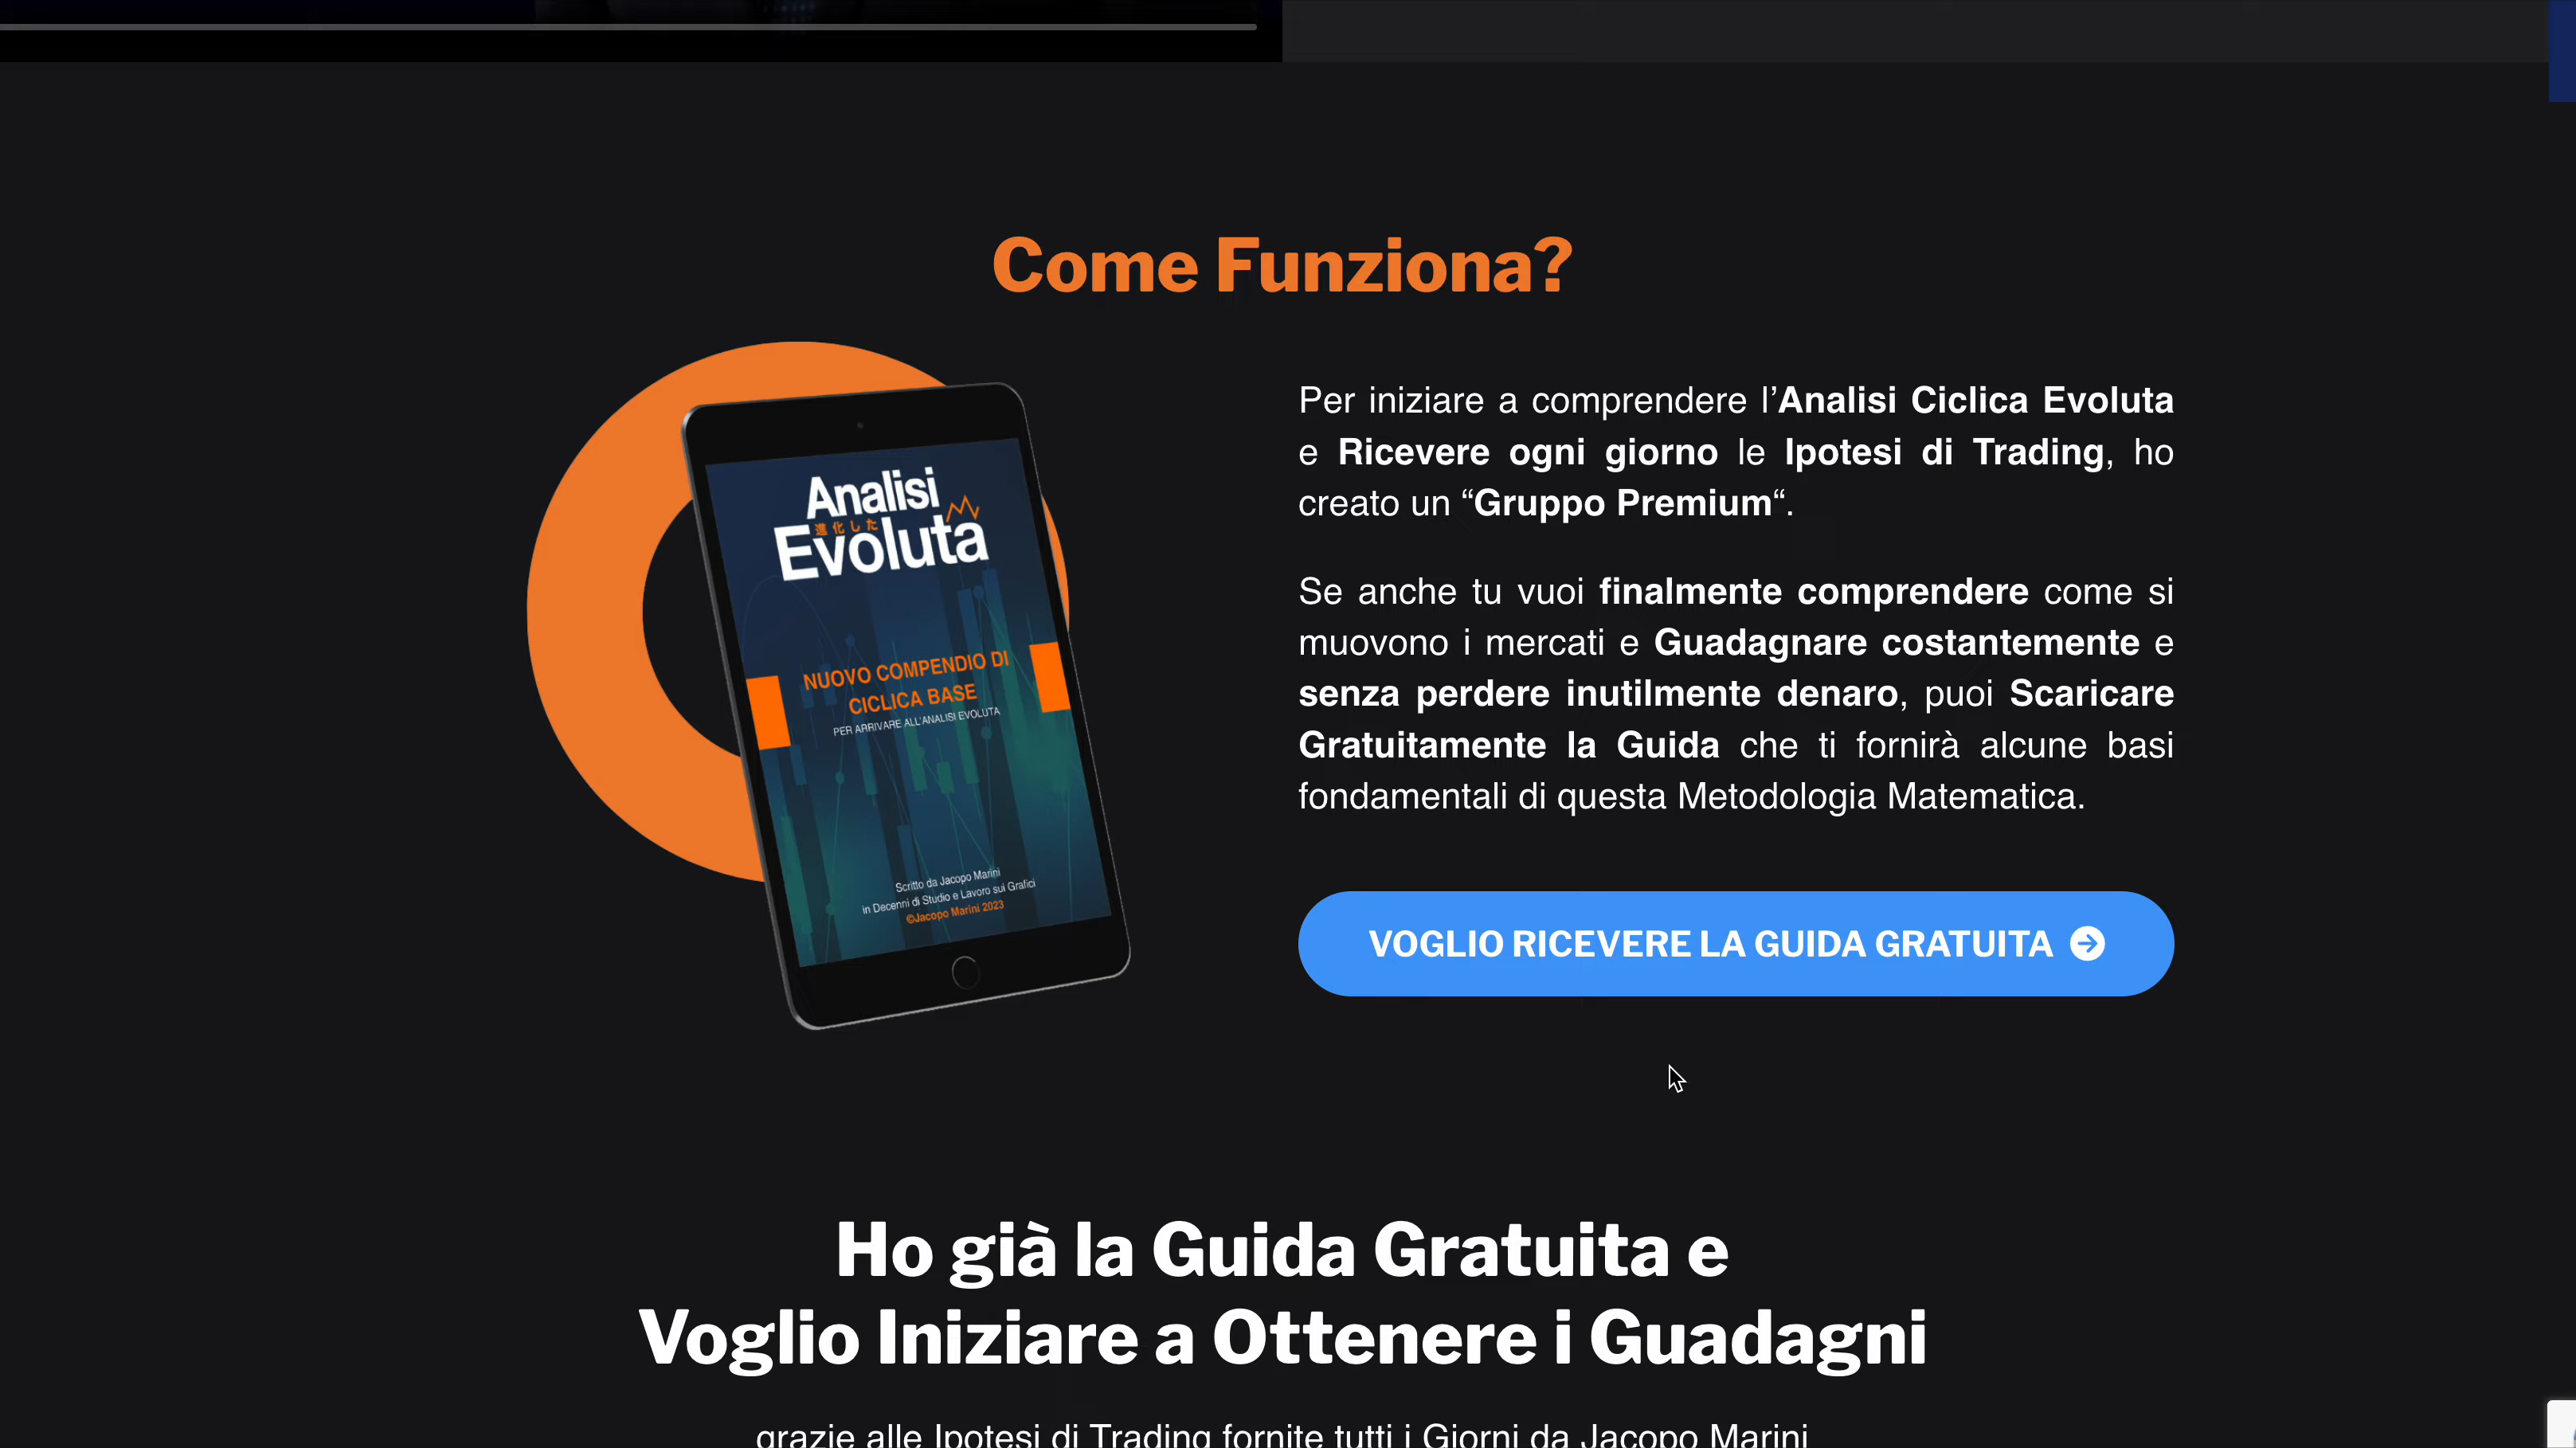 Come Funziona?
Analisi
進化した
Evoluta
NUOVO COMPENDIO DI
CICLICA BASE
PER ARRIVARE ALL'ANALISI EVOLUTA
Scritto da Jacopo Marini
in Decenni di Studio e Lavoro sui Grafici
©Jacopo Marini 2023
Per iniziare a comprendere l’Analisi Ciclica Evoluta
e Ricevere ogni giorno le Ipotesi di Trading, ho
creato un “Gruppo Premium“.
Se anche tu vuoi finalmente comprendere come si
muovono i mercati e Guadagnare costantemente e
senza perdere inutilmente denaro, puoi Scaricare
Gratuitamente la Guida che ti fornirà alcune basi
fondamentali di questa Metodologia Matematica.
VOGLIO RICEVERE LA GUIDA GRATUITA
Ho già la Guida Gratuita e
Voglio Iniziare a Ottenere i Guadagni
grazie alle Ipotesi di Trading fornite tutti i Giorni da Jacopo Marini